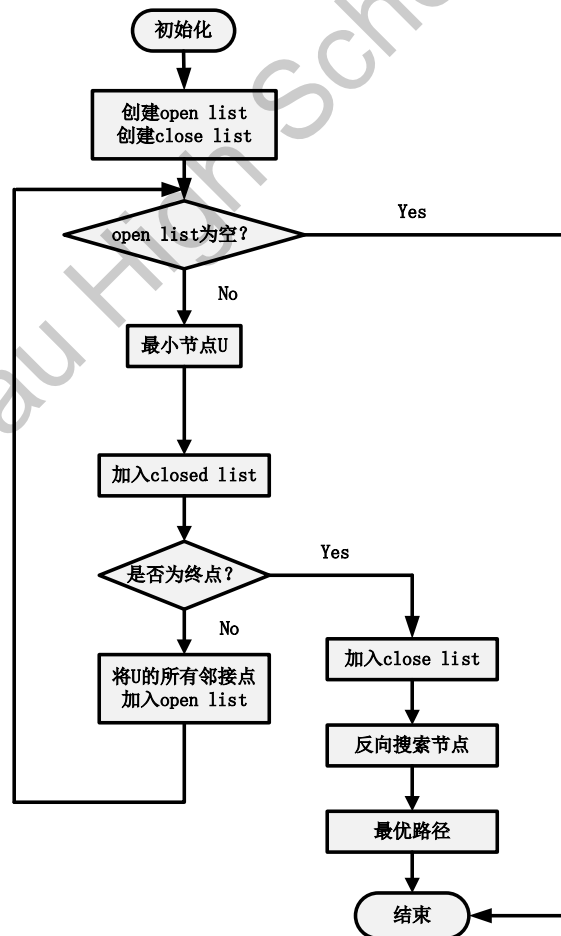 初始化
创建open list
创建close list
open list为空?
Yes
No
最小节点U
加入closed list
是否为终点?
Yes
No
将U的所有邻接点
加入open list
加入close list
反向搜索节点
最优路径
结束
au High Scho